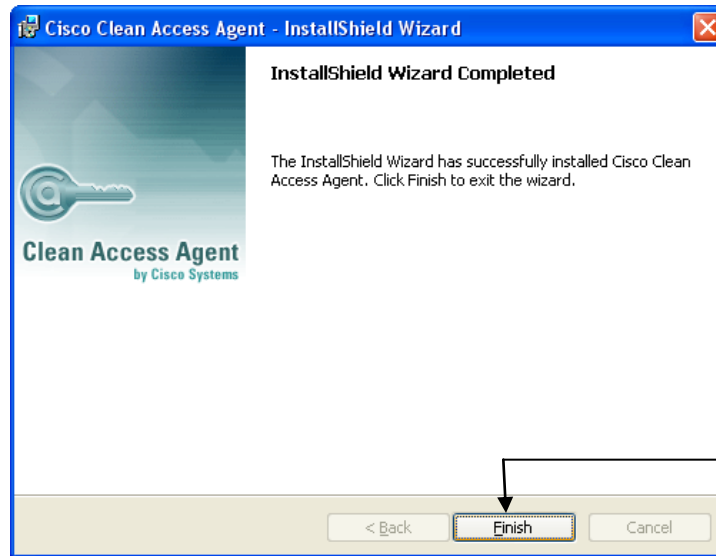 Cisco Clean Access Agent - InstallShield Wizard
InstallShield Wizard Completed
The InstallShield Wizard has successfully installed Cisco Clean
Access Agent. Click Finish to exit the wizard.
@
Clean Access Agent
by Cisco Systems
< Back
Finish
Cancel